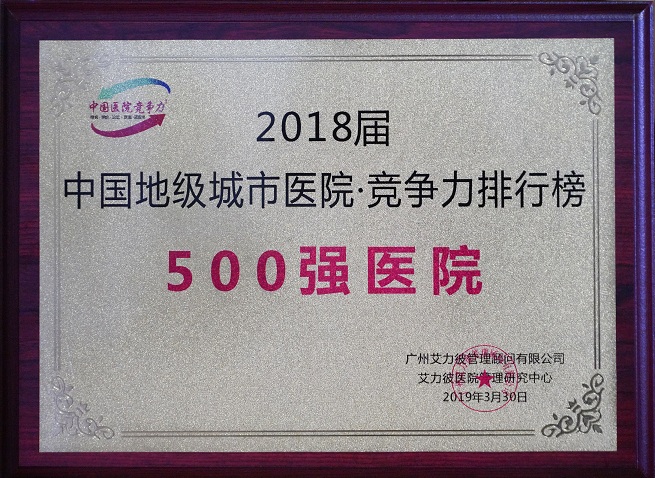 中国医院竞争力
2018届
中国地级城市医院·竞争力排行榜
500强医院
广州艾力彼管理顾问有限公司
艾力彼医院管理研究中心
2019年3月30日